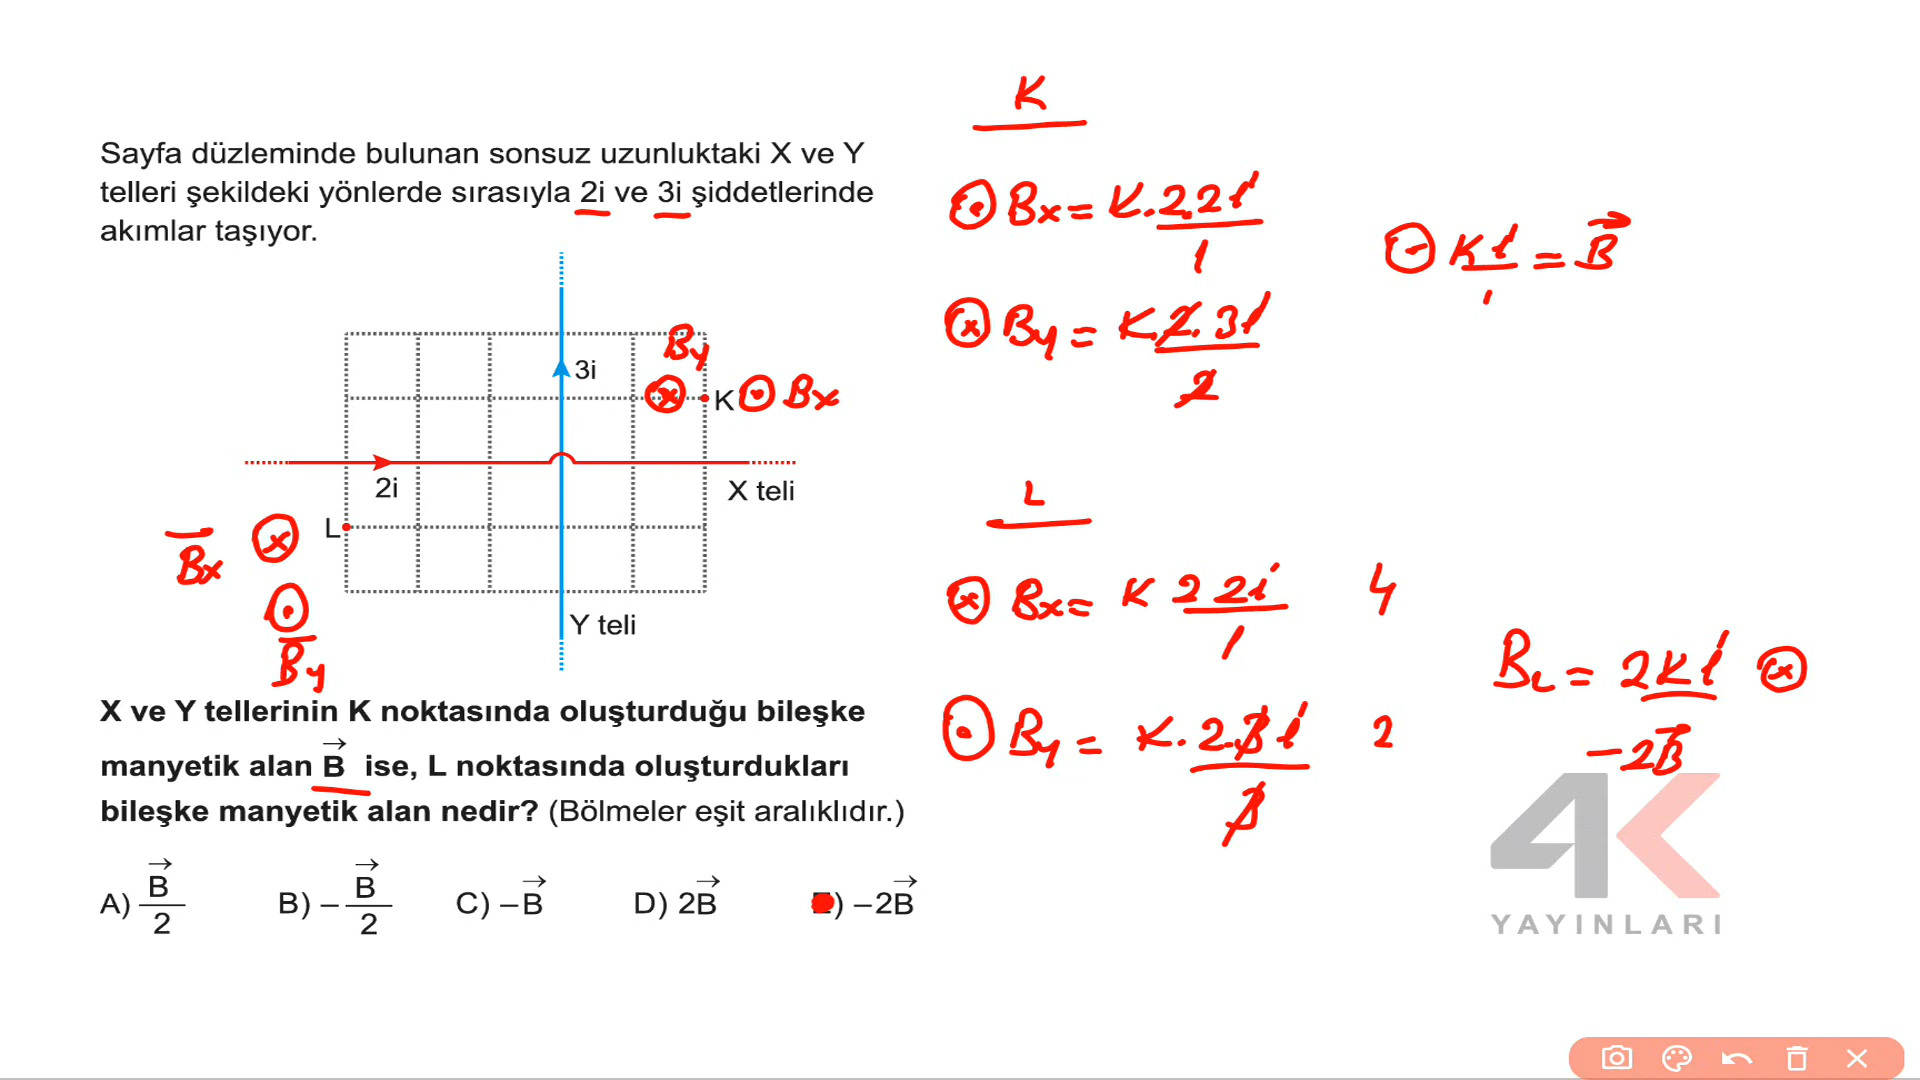 Sayfa düzleminde bulunan sonsuz uzunluktaki X ve Y
telleri şekildeki yönlerde sırasıyla 2i ve 3i şiddetlerinde
akımlar taşıyor.
3i
By
K
Bx
2i
X teli
L
Bx
By
Y teli
X ve Y tellerinin K noktasında oluşturduğu bileşke
manyetik alan B⃗ ise, L noktasında oluşturdukları
bileşke manyetik alan nedir? (Bölmeler eşit aralıklıdır.)
A) B⃗/2 B) –B⃗/2 C) –B⃗ D) 2B⃗ E) –2B⃗
K
⊙ Bx = K.2.2i/1
⊗ By = K.2.3i/2
⊙ Ki/1 = B⃗
L
⊗ Bx = K 2 2i/1 4
⊙ By = K.2.3i/3 2
BL = 2Ki ⊗
–2B⃗
4K
YAYINLARI